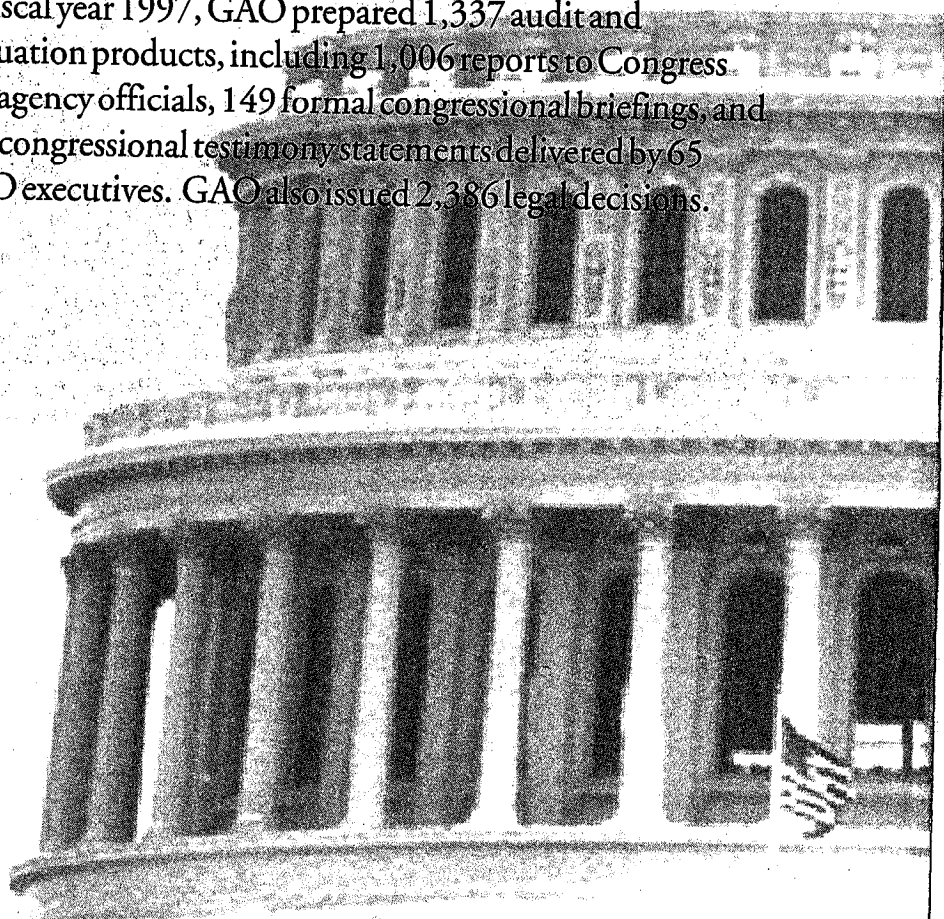 scal year 1997, GAO prepared 1,337 audit and
uation products, including 1,006 reports to Congress
agency officials, 149 formal congressional briefings, and
congressional testimony statements delivered by 65
O executives. GAO also issued 2,386 legal decisions.